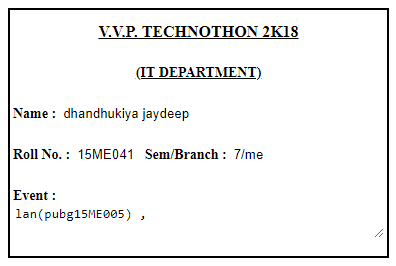 V.V.P. TECHNOTHON 2K18
(IT DEPARTMENT)
Name : dhandhukiya jaydeep
Roll No. : 15ME041 Sem/Branch : 7/me
Event :
lan(pubg15ME005) ,